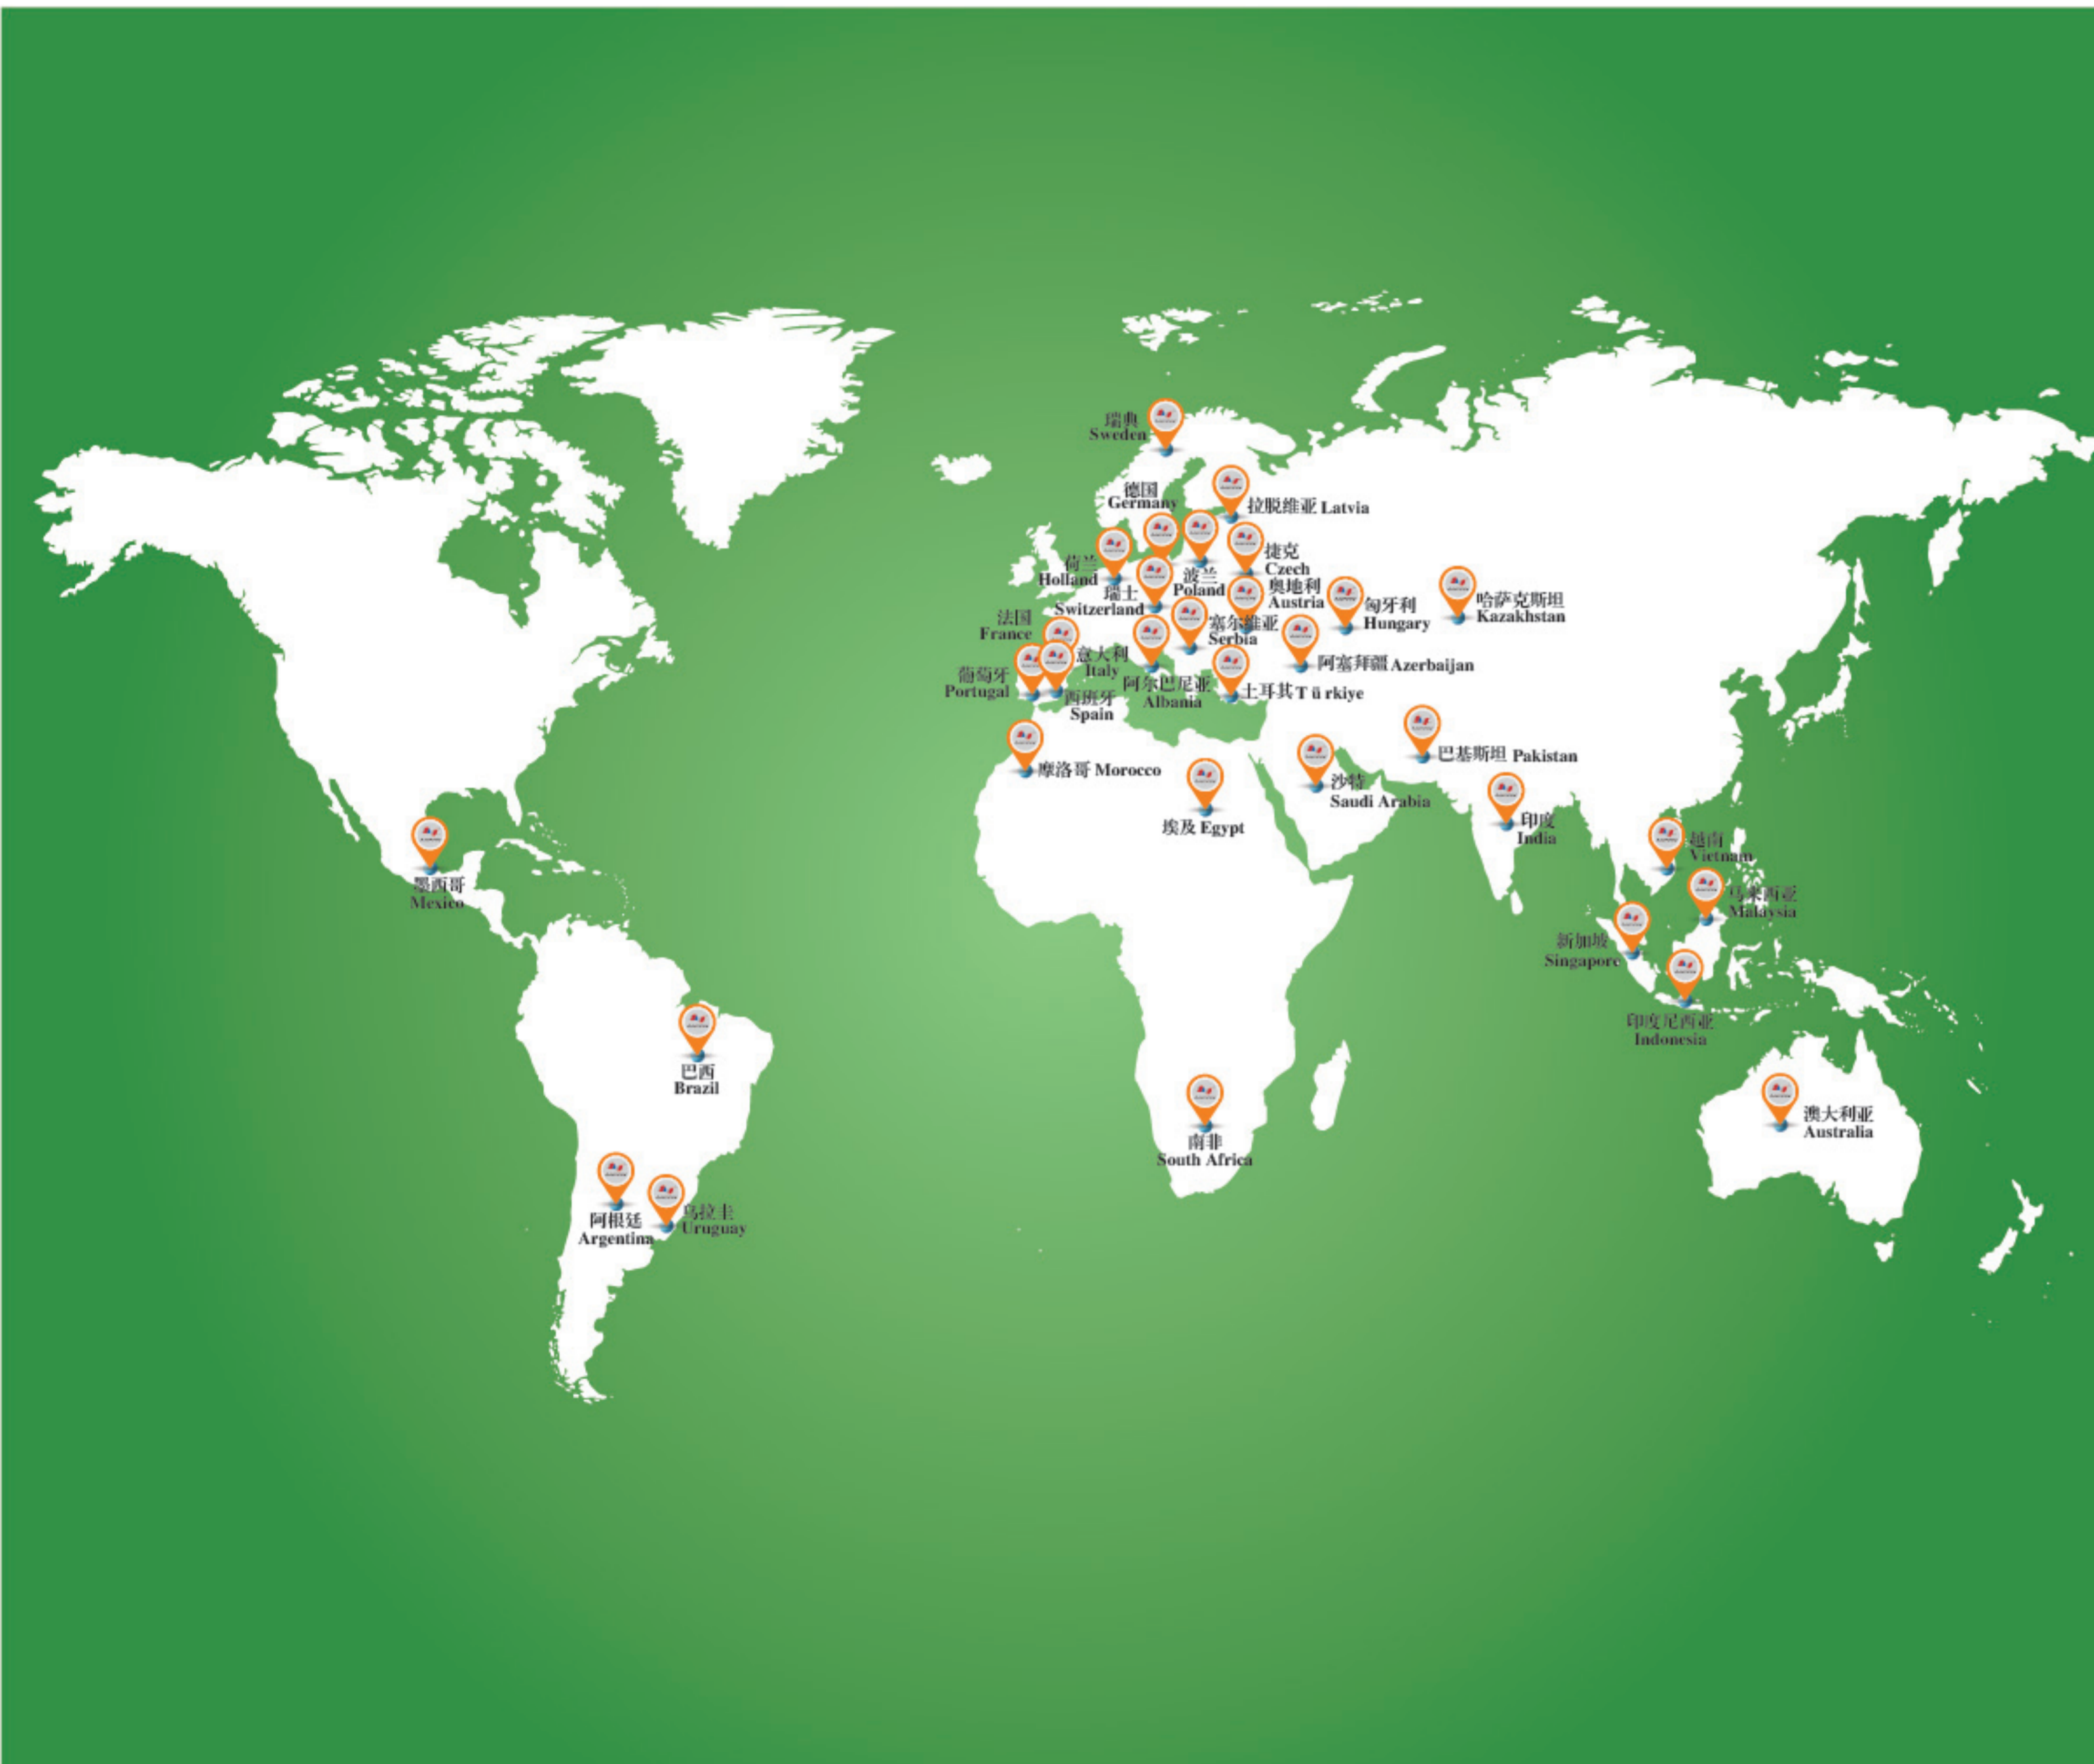 瑞典
Sweden
德国
Germany
拉脱维亚 Latvia
捷克
Czech
荷兰
Holland
波兰
Poland
瑞士
Switzerland
奥地利
Austria
匈牙利
Hungary
哈萨克斯坦
Kazakhstan
法国
France
塞尔维亚
Serbia
意大利
Italy
阿塞拜疆 Azerbaijan
葡萄牙
Portugal
阿尔巴尼亚
Albania
土耳其 Türkiye
西班牙
Spain
摩洛哥 Morocco
巴基斯坦 Pakistan
沙特
Saudi Arabia
埃及 Egypt
印度
India
越南
Vietnam
墨西哥
Mexico
马来西亚
Malaysia
新加坡
Singapore
印度尼西亚
Indonesia
巴西
Brazil
澳大利亚
Australia
南非
South Africa
阿根廷
Argentina
乌拉圭
Uruguay